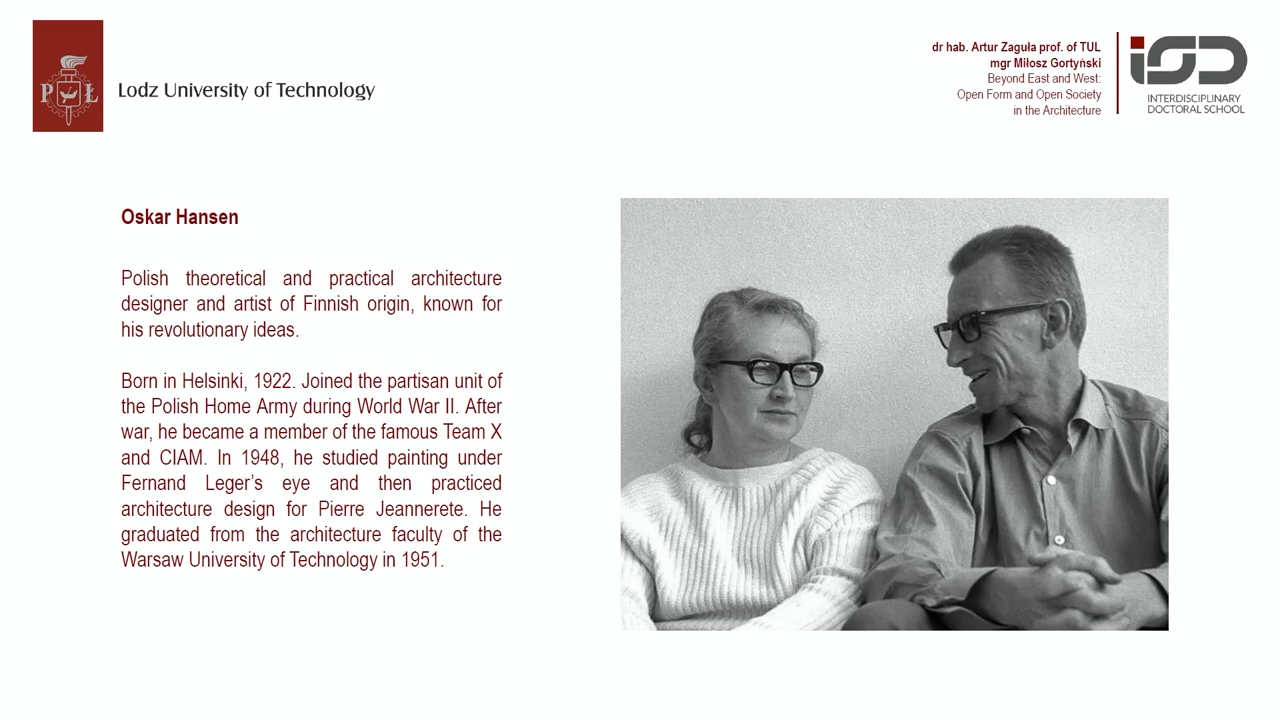 P Ł
Lodz University of Technology
dr hab. Artur Zaguła prof. of TUL
mgr Miłosz Gortyński
Beyond East and West:
Open Form and Open Society
in the Architecture
iSD
INTERDISCIPLINARY
DOCTORAL SCHOOL
Oskar Hansen
Polish theoretical and practical architecture
designer and artist of Finnish origin, known for
his revolutionary ideas.
Born in Helsinki, 1922. Joined the partisan unit of
the Polish Home Army during World War II. After
war, he became a member of the famous Team X
and CIAM. In 1948, he studied painting under
Fernand Leger's eye and then practiced
architecture design for Pierre Jeannerete. He
graduated from the architecture faculty of the
Warsaw University of Technology in 1951.